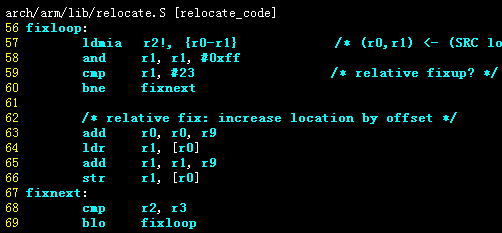 arch/arm/lib/relocate.S [relocate_code]
56 fixloop:
57 ldmia r2!, {r0-r1} /* (r0,r1) <- (SRC lo
58 and r1, r1, #0xff
59 cmp r1, #23 /* relative fixup? */
60 bne fixnext
61
62 /* relative fix: increase location by offset */
63 add r0, r0, r9
64 ldr r1, [r0]
65 add r1, r1, r9
66 str r1, [r0]
67 fixnext:
68 cmp r2, r3
69 blo fixloop